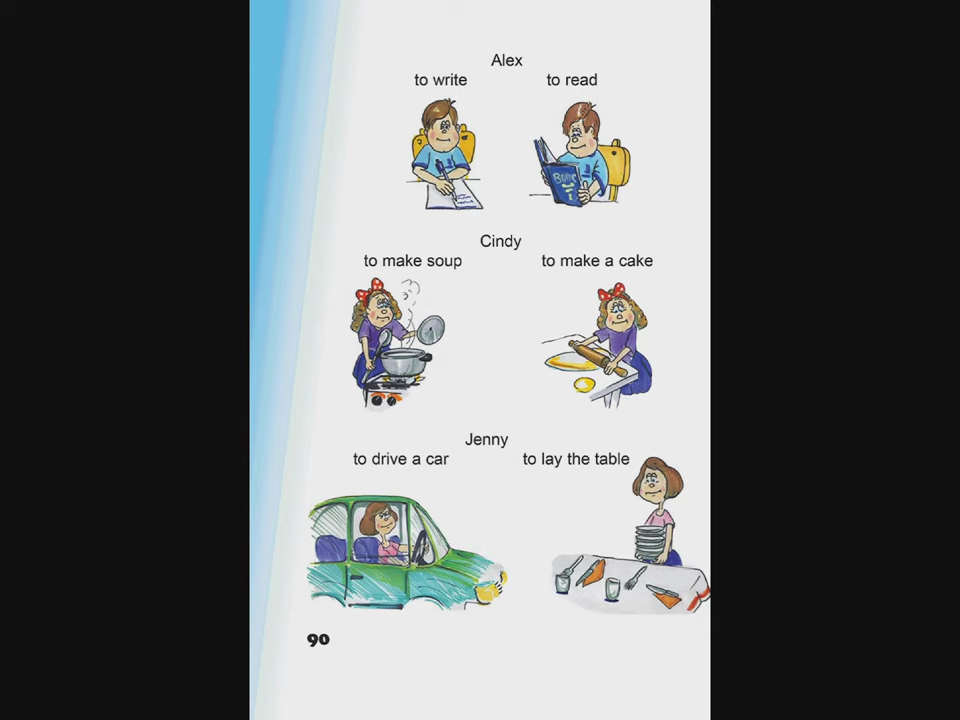 Alex
to write to read
Cindy
to make soup to make a cake
Jenny
to drive a car to lay the table
90